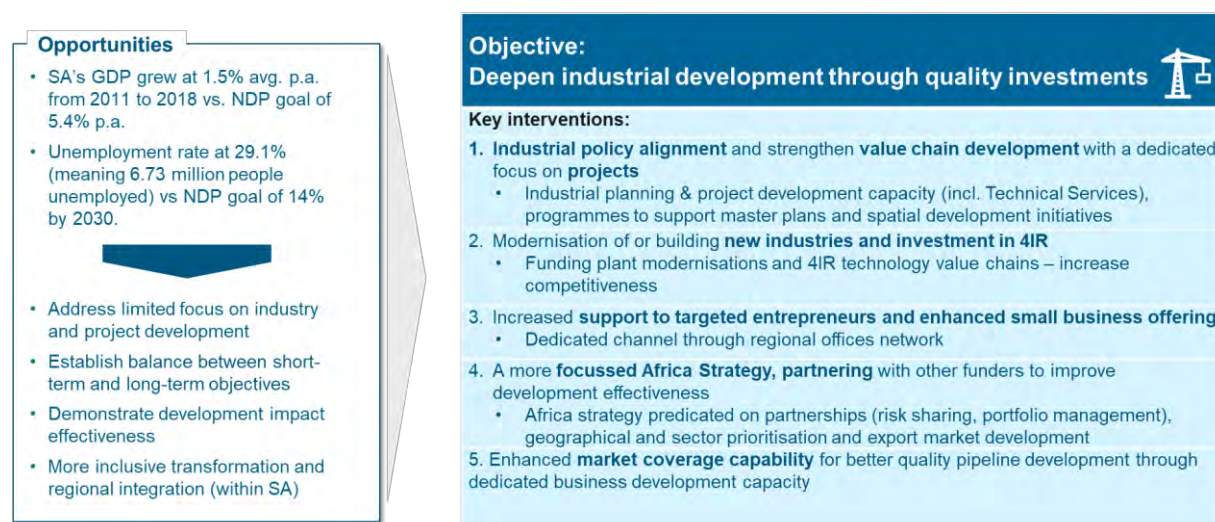 Opportunities
• SA's GDP grew at 1.5% avg. p.a.
from 2011 to 2018 vs. NDP goal of
5.4% p.a.
• Unemployment rate at 29.1%
(meaning 6.73 million people
unemployed) vs NDP goal of 14%
by 2030.
• Address limited focus on industry
and project development
• Establish balance between short-
term and long-term objectives
• Demonstrate development impact
effectiveness
• More inclusive transformation and
regional integration (within SA)
Objective:
Deepen industrial development through quality investments
Key interventions:
1. Industrial policy alignment and strengthen value chain development with a dedicated
focus on projects
• Industrial planning & project development capacity (incl. Technical Services),
programmes to support master plans and spatial development initiatives
2. Modernisation of or building new industries and investment in 4IR
• Funding plant modernisations and 4IR technology value chains – increase
competitiveness
3. Increased support to targeted entrepreneurs and enhanced small business offering
• Dedicated channel through regional offices network
4. A more focussed Africa Strategy, partnering with other funders to improve
development effectiveness
• Africa strategy predicated on partnerships (risk sharing, portfolio management),
geographical and sector prioritisation and export market development
5. Enhanced market coverage capability for better quality pipeline development through
dedicated business development capacity